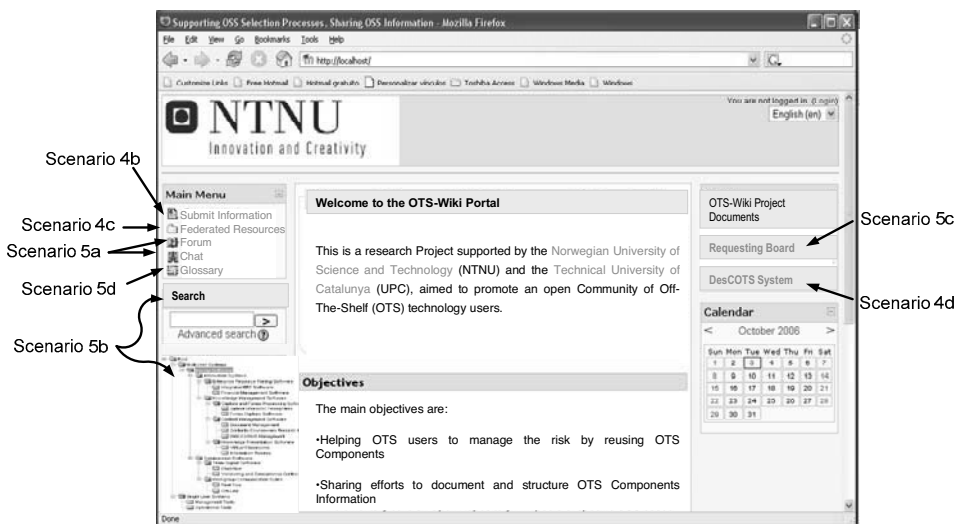 Supporting OSS Selection Processes, Sharing OSS Information - Mozilla Firefox
File Edit View Go Bookmarks Tools Help
http://localhost/
Customize Links Free Hotmail Hotmail gratuito Personalizar vínculos Toshiba Access Windows Media Windows
You are not logged in. (Login)
English (en)
NTNU
Innovation and Creativity
Scenario 4b
Scenario 4c
Scenario 5a
Scenario 5d
Scenario 5b
Main Menu
Submit Information
Federated Resources
Forum
Chat
Glossary
Search
>
Advanced search ?
Management Tools
Operational Tools
Welcome to the OTS-Wiki Portal
This is a research Project supported by the Norwegian University of
Science and Technology (NTNU) and the Technical University of
Catalunya (UPC), aimed to promote an open Community of Off-
The-Shelf (OTS) technology users.
Objectives
The main objectives are:
•Helping OTS users to manage the risk by reusing OTS
Components
•Sharing efforts to document and structure OTS Components
Information
OTS-Wiki Project
Documents
Requesting Board
DesCOTS System
Scenario 5c
Scenario 4d
Calendar
< October 2006 >
Sun Mon Tue Wed Thu Fri Sat
1 2 3 4 5 6 7
8 9 10 11 12 13 14
15 16 17 18 19 20 21
22 23 24 25 26 27 28
29 30 31
Done